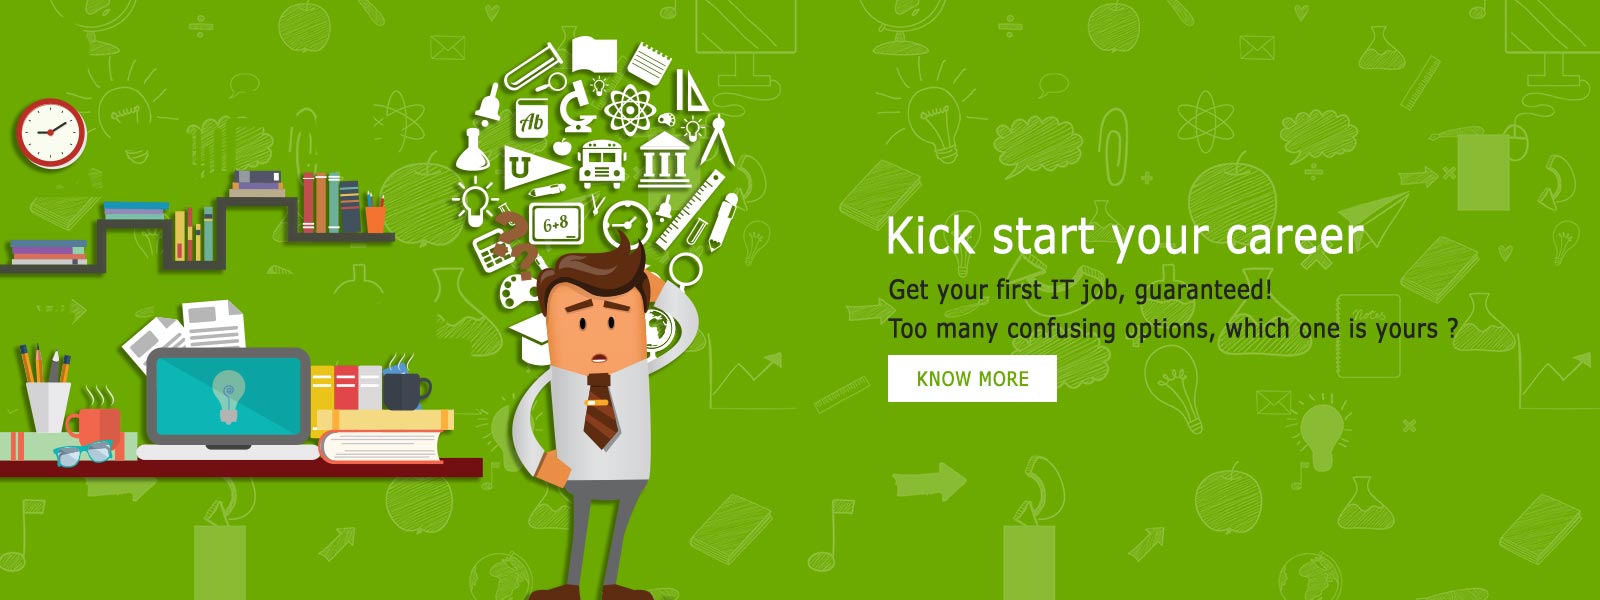 Ab
U
6+8
??
Kick start your career
Get your first IT job, guaranteed!
Too many confusing options, which one is yours ?
Notes
KNOW MORE